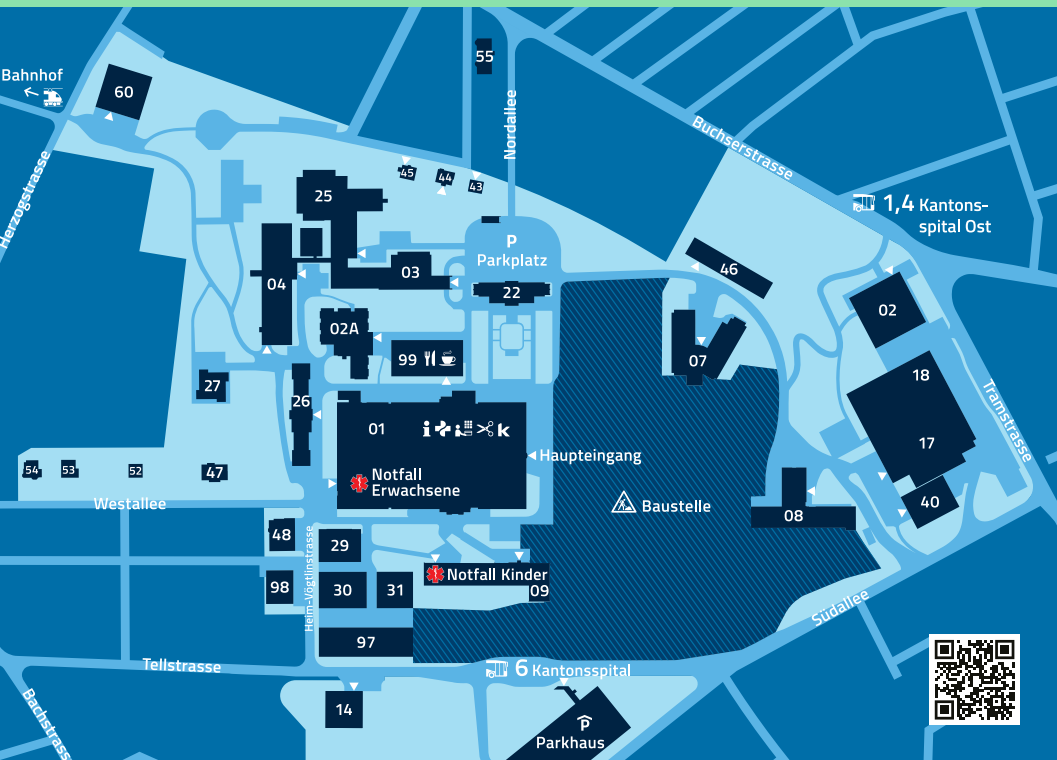 55
Bahnhof
60
Nordallee
Buchserstrasse
Herzogstrasse
45
44
43
25
1,4 Kantons-
spital Ost
P
Parkplatz
03
46
04
22
02
02A
99
07
18
27
26
Tramstrasse
01
i
k
17
Haupteingang
54
53
52
47
Notfall
Erwachsene
Westallee
Baustelle
40
08
48
29
Heim-Vögtlinstrasse
Notfall Kinder
09
98
30
31
Südallee
97
Tellstrasse
6 Kantonsspital
Bachstrass
14
P
Parkhaus